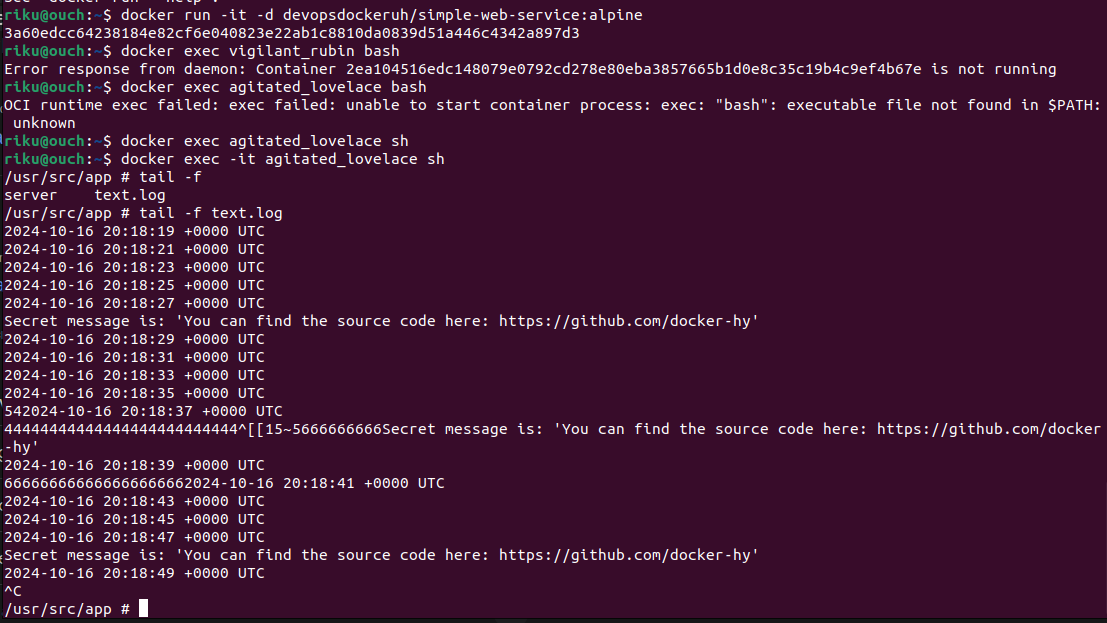 riku@ouch:~$ docker run -it -d devopsdockeruh/simple-web-service:alpine
3a60edcc64238184e82cf6e040823e22ab1c8810da0839d51a446c4342a897d3
riku@ouch:~$ docker exec vigilant_rubin bash
Error response from daemon: Container 2ea104516edc148079e0792cd278e80eba3857665b1d0e8c35c19b4c9ef4b67e is not running
riku@ouch:~$ docker exec agitated_lovelace bash
OCI runtime exec failed: exec failed: unable to start container process: exec: "bash": executable file not found in $PATH:
 unknown
riku@ouch:~$ docker exec agitated_lovelace sh
riku@ouch:~$ docker exec -it agitated_lovelace sh
/usr/src/app # tail -f
server    text.log
/usr/src/app # tail -f text.log
2024-10-16 20:18:19 +0000 UTC
2024-10-16 20:18:21 +0000 UTC
2024-10-16 20:18:23 +0000 UTC
2024-10-16 20:18:25 +0000 UTC
2024-10-16 20:18:27 +0000 UTC
Secret message is: 'You can find the source code here: https://github.com/docker-hy'
2024-10-16 20:18:29 +0000 UTC
2024-10-16 20:18:31 +0000 UTC
2024-10-16 20:18:33 +0000 UTC
2024-10-16 20:18:35 +0000 UTC
542024-10-16 20:18:37 +0000 UTC
44444444444444444444444444^[[15~5666666666Secret message is: 'You can find the source code here: https://github.com/docker
-hy'
2024-10-16 20:18:39 +0000 UTC
666666666666666666662024-10-16 20:18:41 +0000 UTC
2024-10-16 20:18:43 +0000 UTC
2024-10-16 20:18:45 +0000 UTC
2024-10-16 20:18:47 +0000 UTC
Secret message is: 'You can find the source code here: https://github.com/docker-hy'
2024-10-16 20:18:49 +0000 UTC
^C
/usr/src/app #